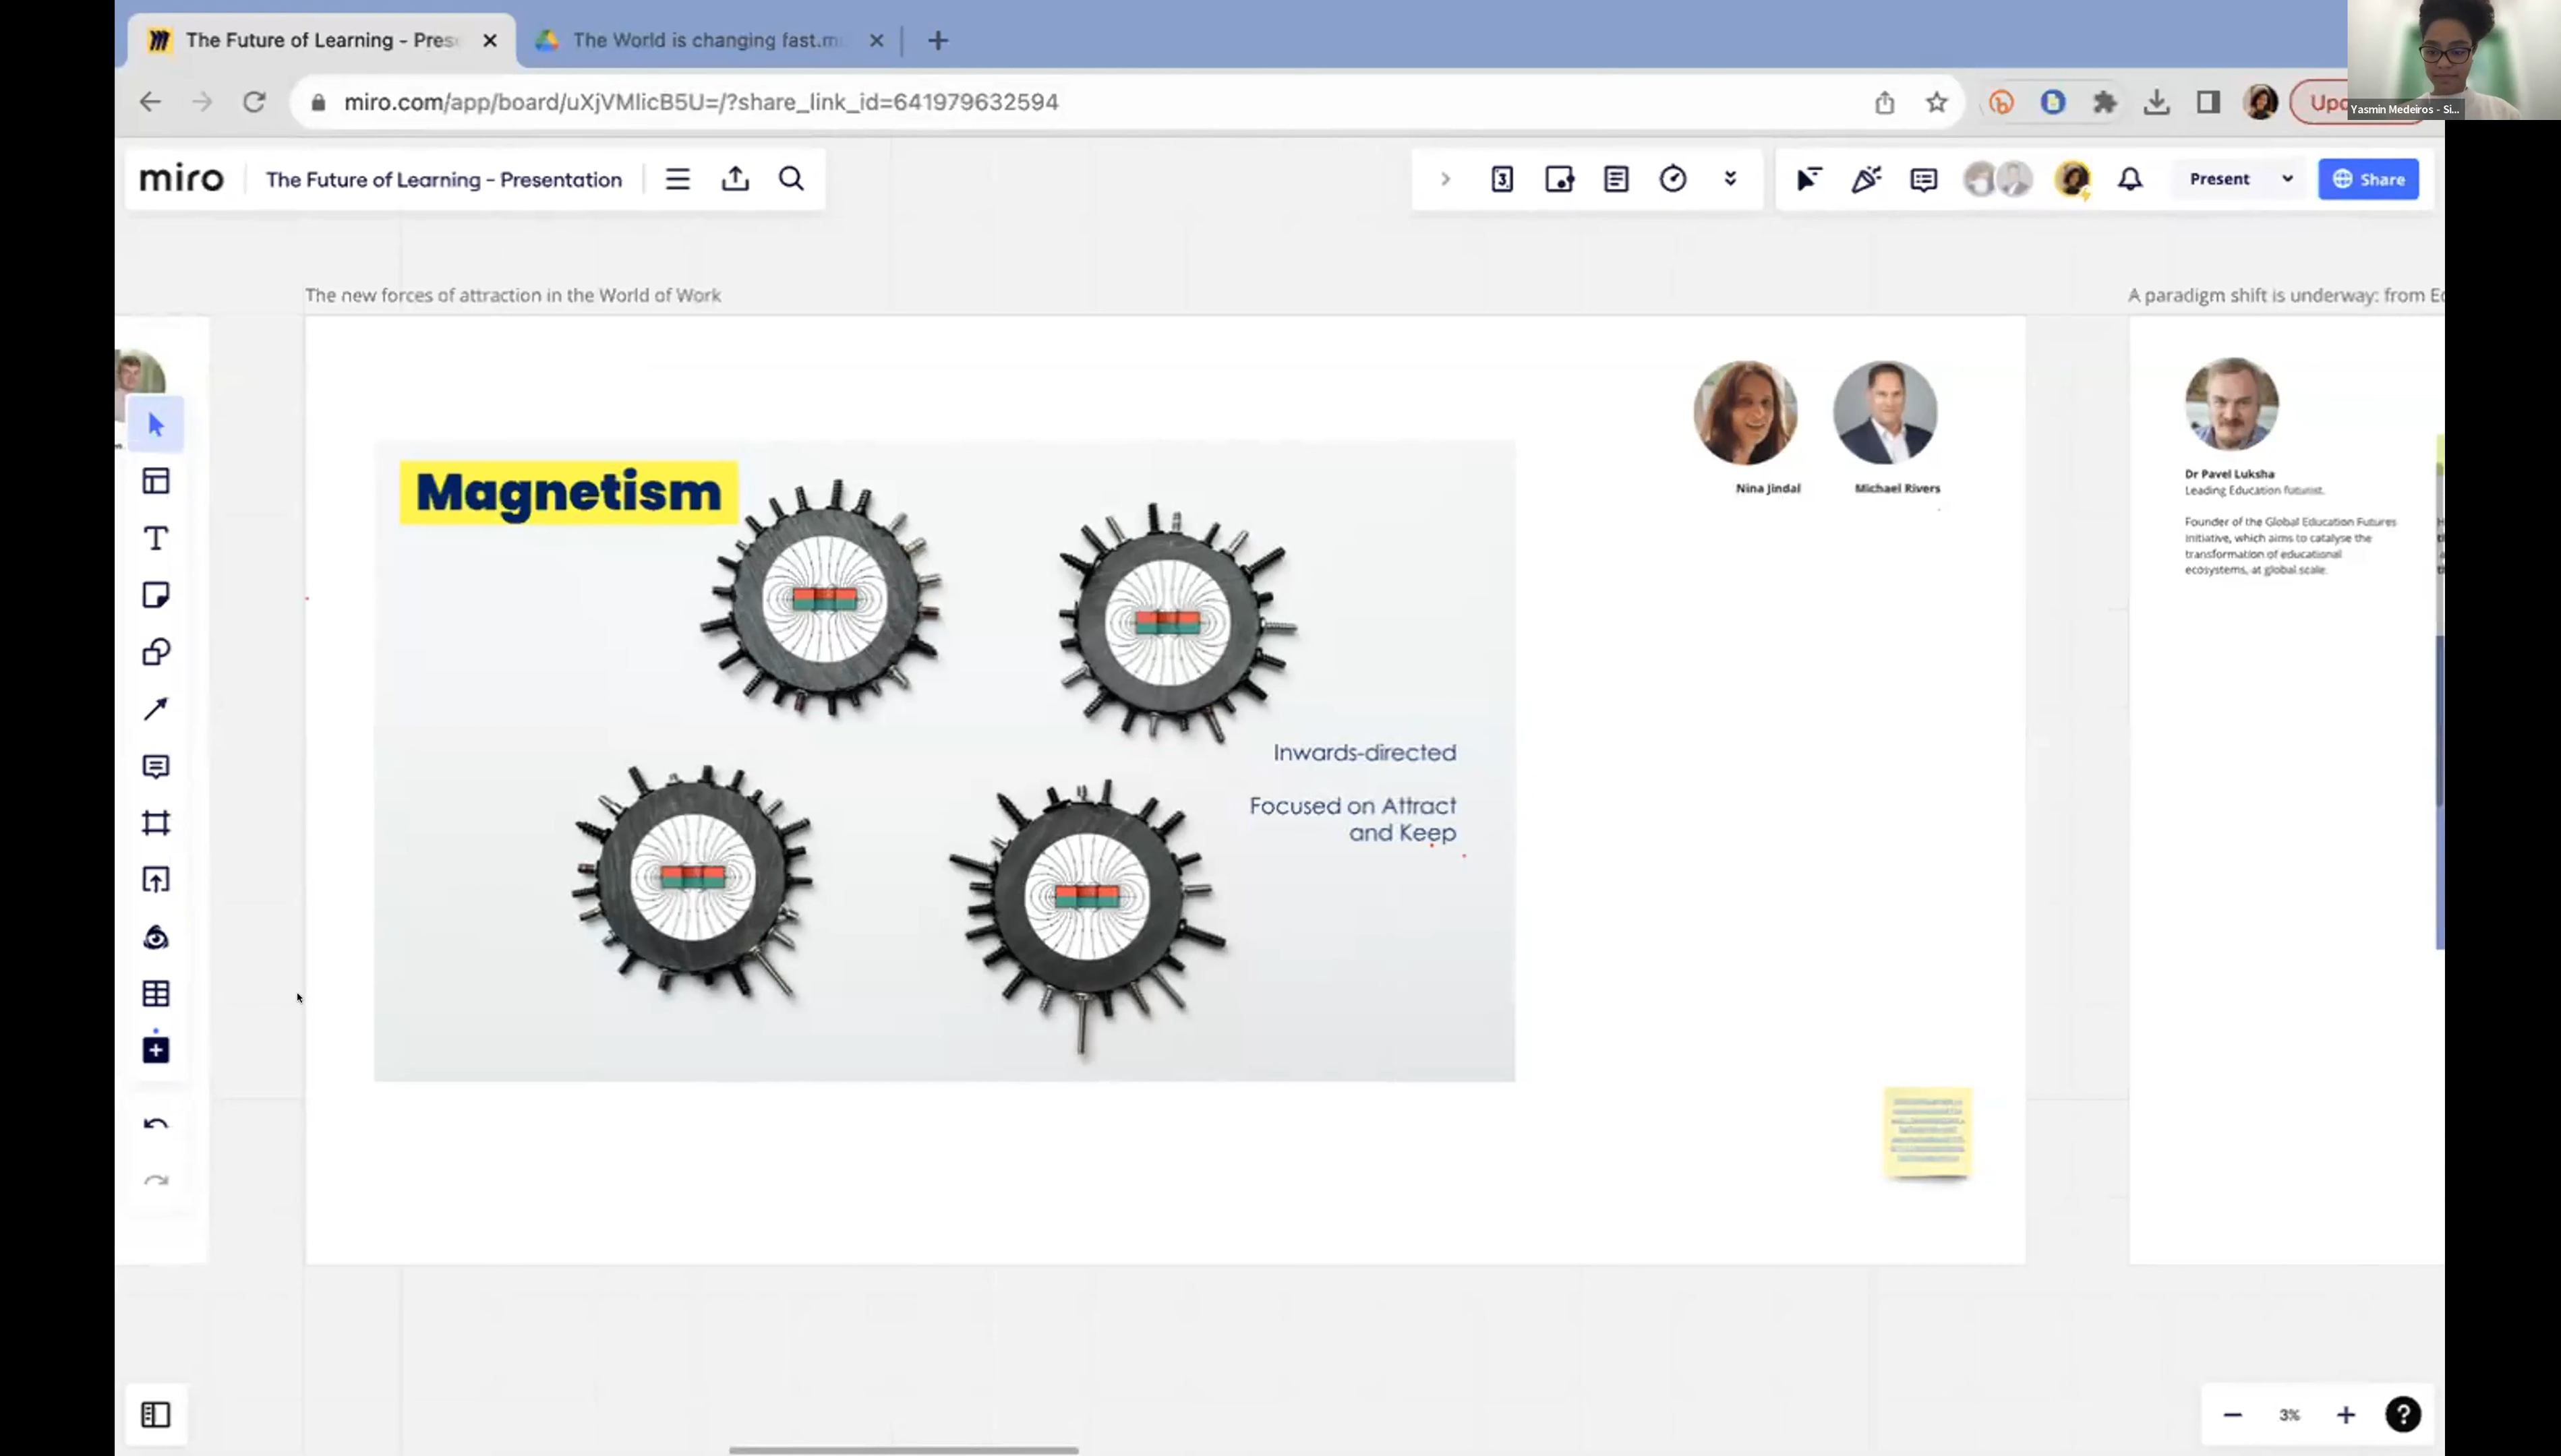 The Future of Learning - Pres
The World is changing fast.m
miro.com/app/board/uXjVMlicB5U=/?share_link_id=641979632594
Yasmin Medeiros - Si...
miro
The Future of Learning - Presentation
3
Present
Share
The new forces of attraction in the World of Work
A paradigm shift is underway: from
Magnetism
Inwards-directed
Focused on Attract
and Keep
Nina Jindal
Michael Rivers
Dr Pavel Luksha
Leading Education futurist.
Founder of the Global Education Futures
Initiative, which aims to catalyse the
transformation of educational
ecosystems, at global scale.
3%
?